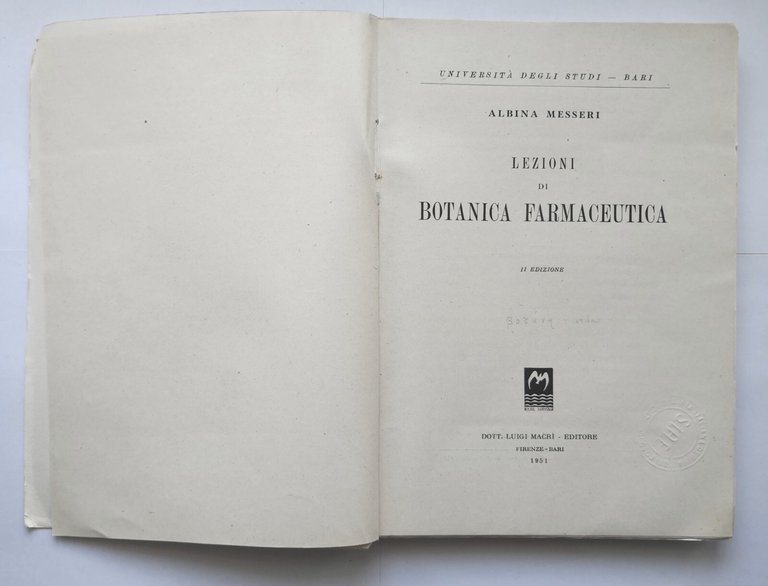 UNIVERSITÀ DEGLI STUDI — BARI
ALBINA MESSERI
LEZIONI
DI
BOTANICA FARMACEUTICA
II EDIZIONE
DOTT. LUIGI MACRÌ - EDITORE
FIRENZE - BARI
1951